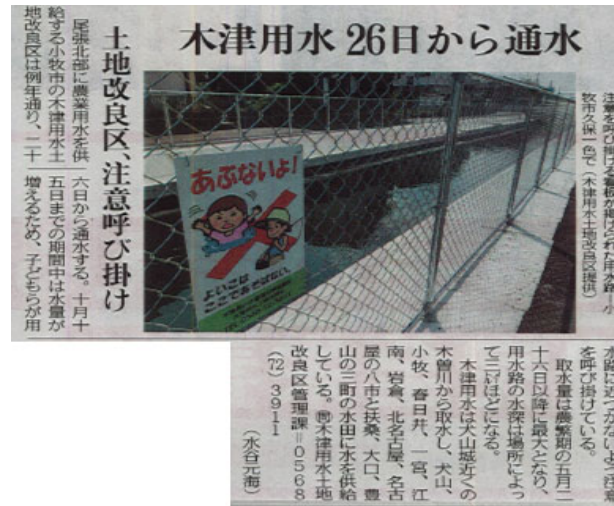 木津用水 26日から通水
土地改良区、注意呼び掛け
尾張北部に農業用水を供
給する小牧市の木津用水土
地改良区は例年通り、二十
六日から通水する。十月十
五日までの期間中は水量が
増えるため、子どもらが用
水路に近づかないよう注意
を呼び掛けている。
取水量は農繁期の五月二
十六日以降に最大となり、
用水路の水深は場所によっ
て三㍍ほどになる。
木津用水は犬山城近くの
木曽川から取水し、犬山、
小牧、春日井、一宮、江
南、岩倉、北名古屋、名古
屋の八市と扶桑、大口、豊
山の三町の水田に水を供給
している。㉄木津用水土地
改良区管理課=0568
(72)3911
(水谷元海)
注意を呼び掛ける看板が掲げられた用水路=小
牧市久保一色で(木津用水土地改良区提供)
あぶないよ!
よいこは
ここであそばない。